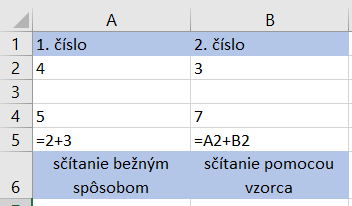 A B
1 1. číslo 2. číslo
2 4 3
3
4 5 7
5 =2+3 =A2+B2
sčítanie bežným sčítanie pomocou
6 spôsobom vzorca